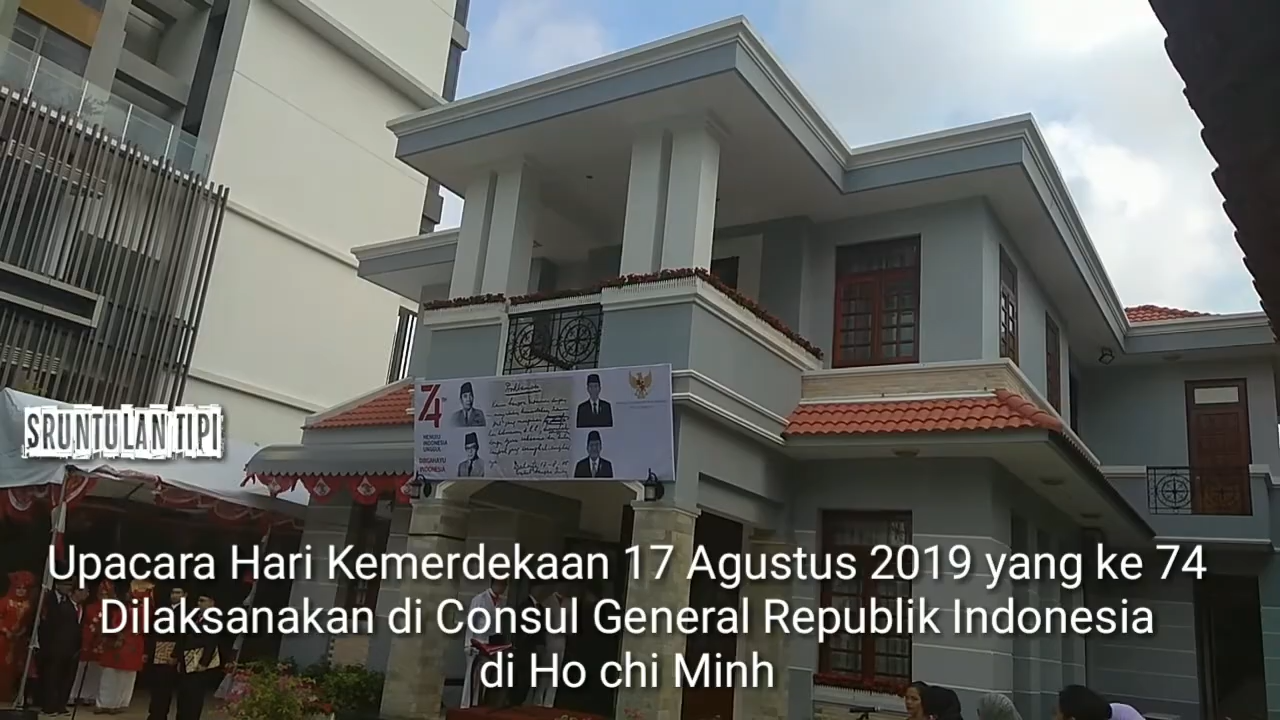 SRUNTULAN TIPI
74
MENUJU
INDONESIA
UNGGUL
DIRGAHAYU
INDONESIA
Proklamasi
Upacara Hari Kemerdekaan 17 Agustus 2019 yang ke 74
Dilaksanakan di Consul General Republik Indonesia
di Ho chi Minh